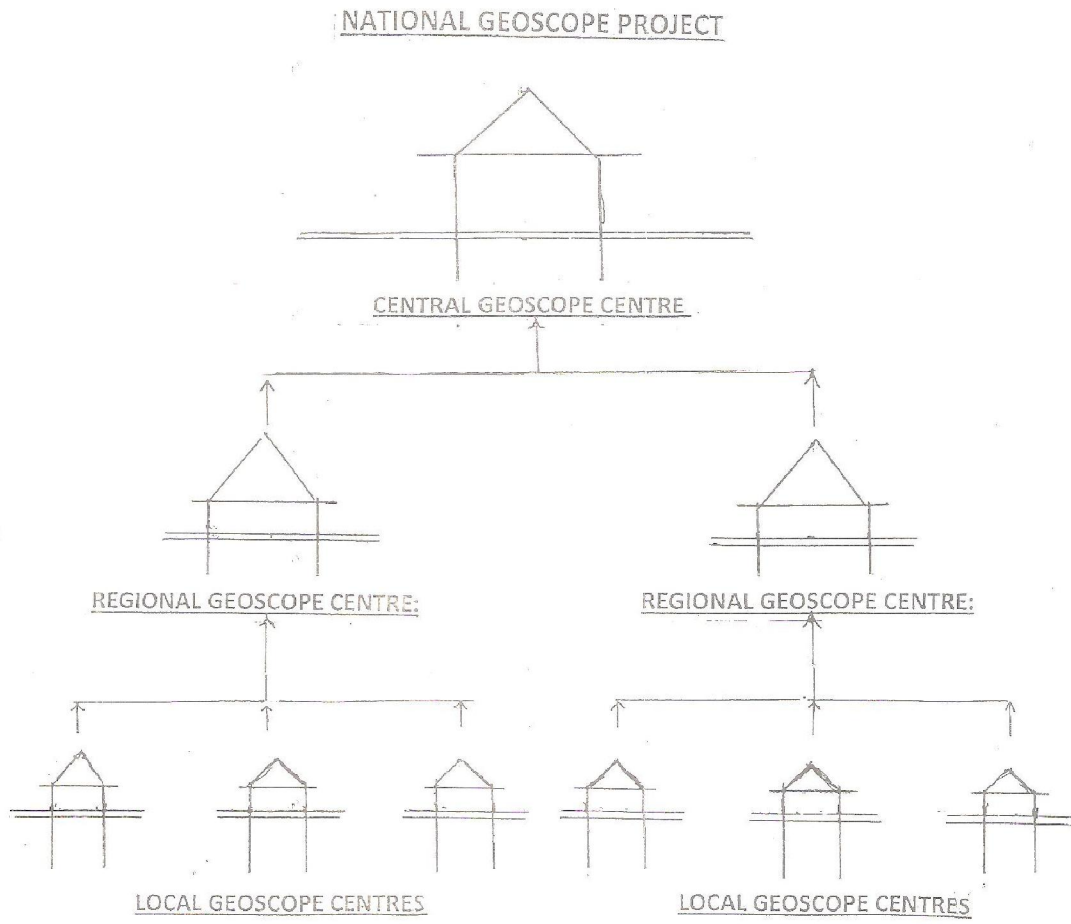 NATIONAL GEOSCOPE PROJECT
CENTRAL GEOSCOPE CENTRE
REGIONAL GEOSCOPE CENTRE:
REGIONAL GEOSCOPE CENTRE:
LOCAL GEOSCOPE CENTRES
LOCAL GEOSCOPE CENTRES